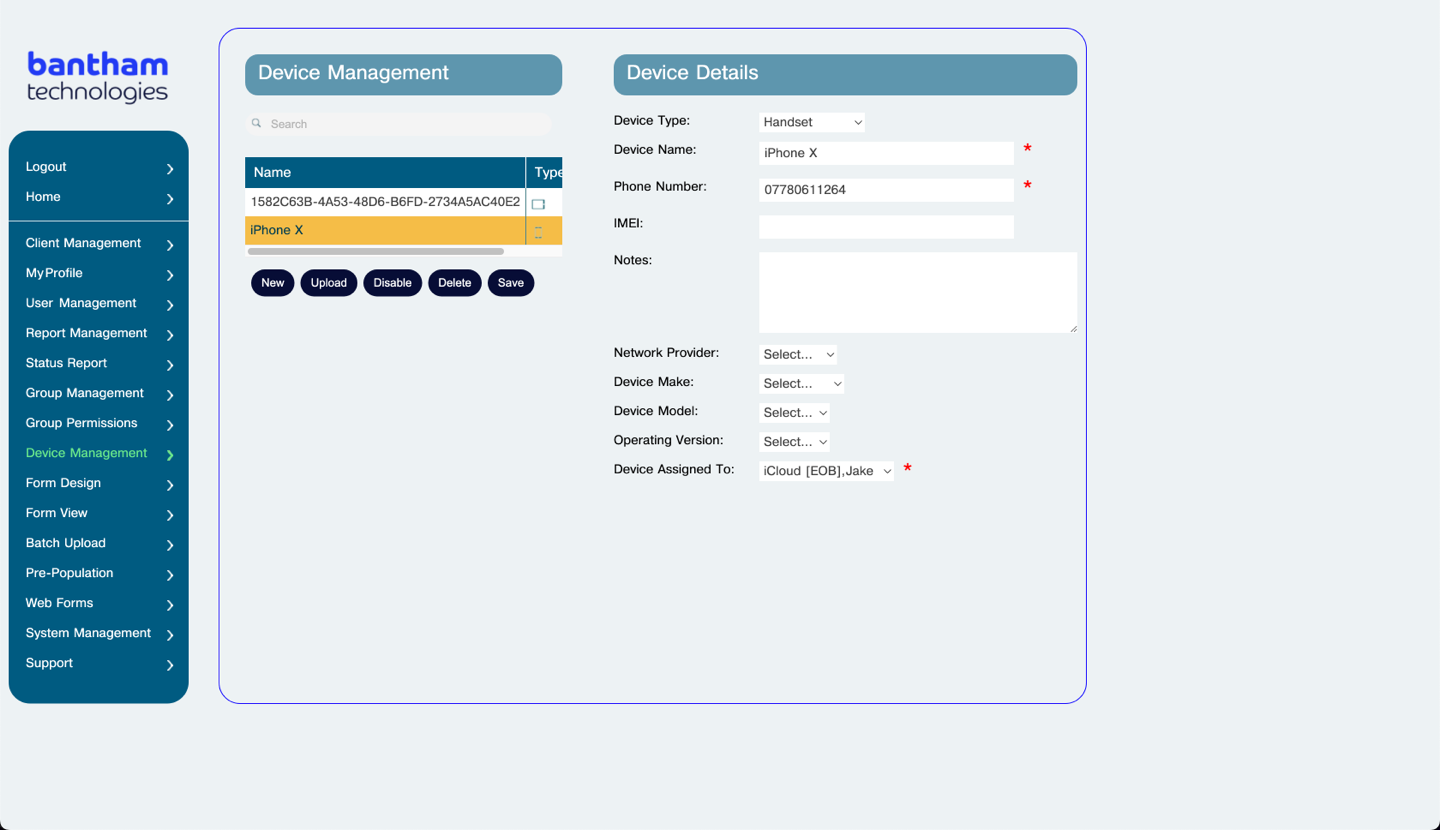 bantham
technologies
Logout
Home
Client Management
My Profile
User Management
Report Management
Status Report
Group Management
Group Permissions
Device Management
Form Design
Form View
Batch Upload
Pre-Population
Web Forms
System Management
Support
Device Management
Search
Name Type
1582C63B-4A53-48D6-B6FD-2734A5AC40E2
iPhone X
New Upload Disable Delete Save
Device Details
Device Type: Handset
Device Name: iPhone X *
Phone Number: 07780611264 *
IMEI:
Notes:
Network Provider: Select...
Device Make: Select...
Device Model: Select...
Operating Version: Select...
Device Assigned To: iCloud [EOB],Jake *